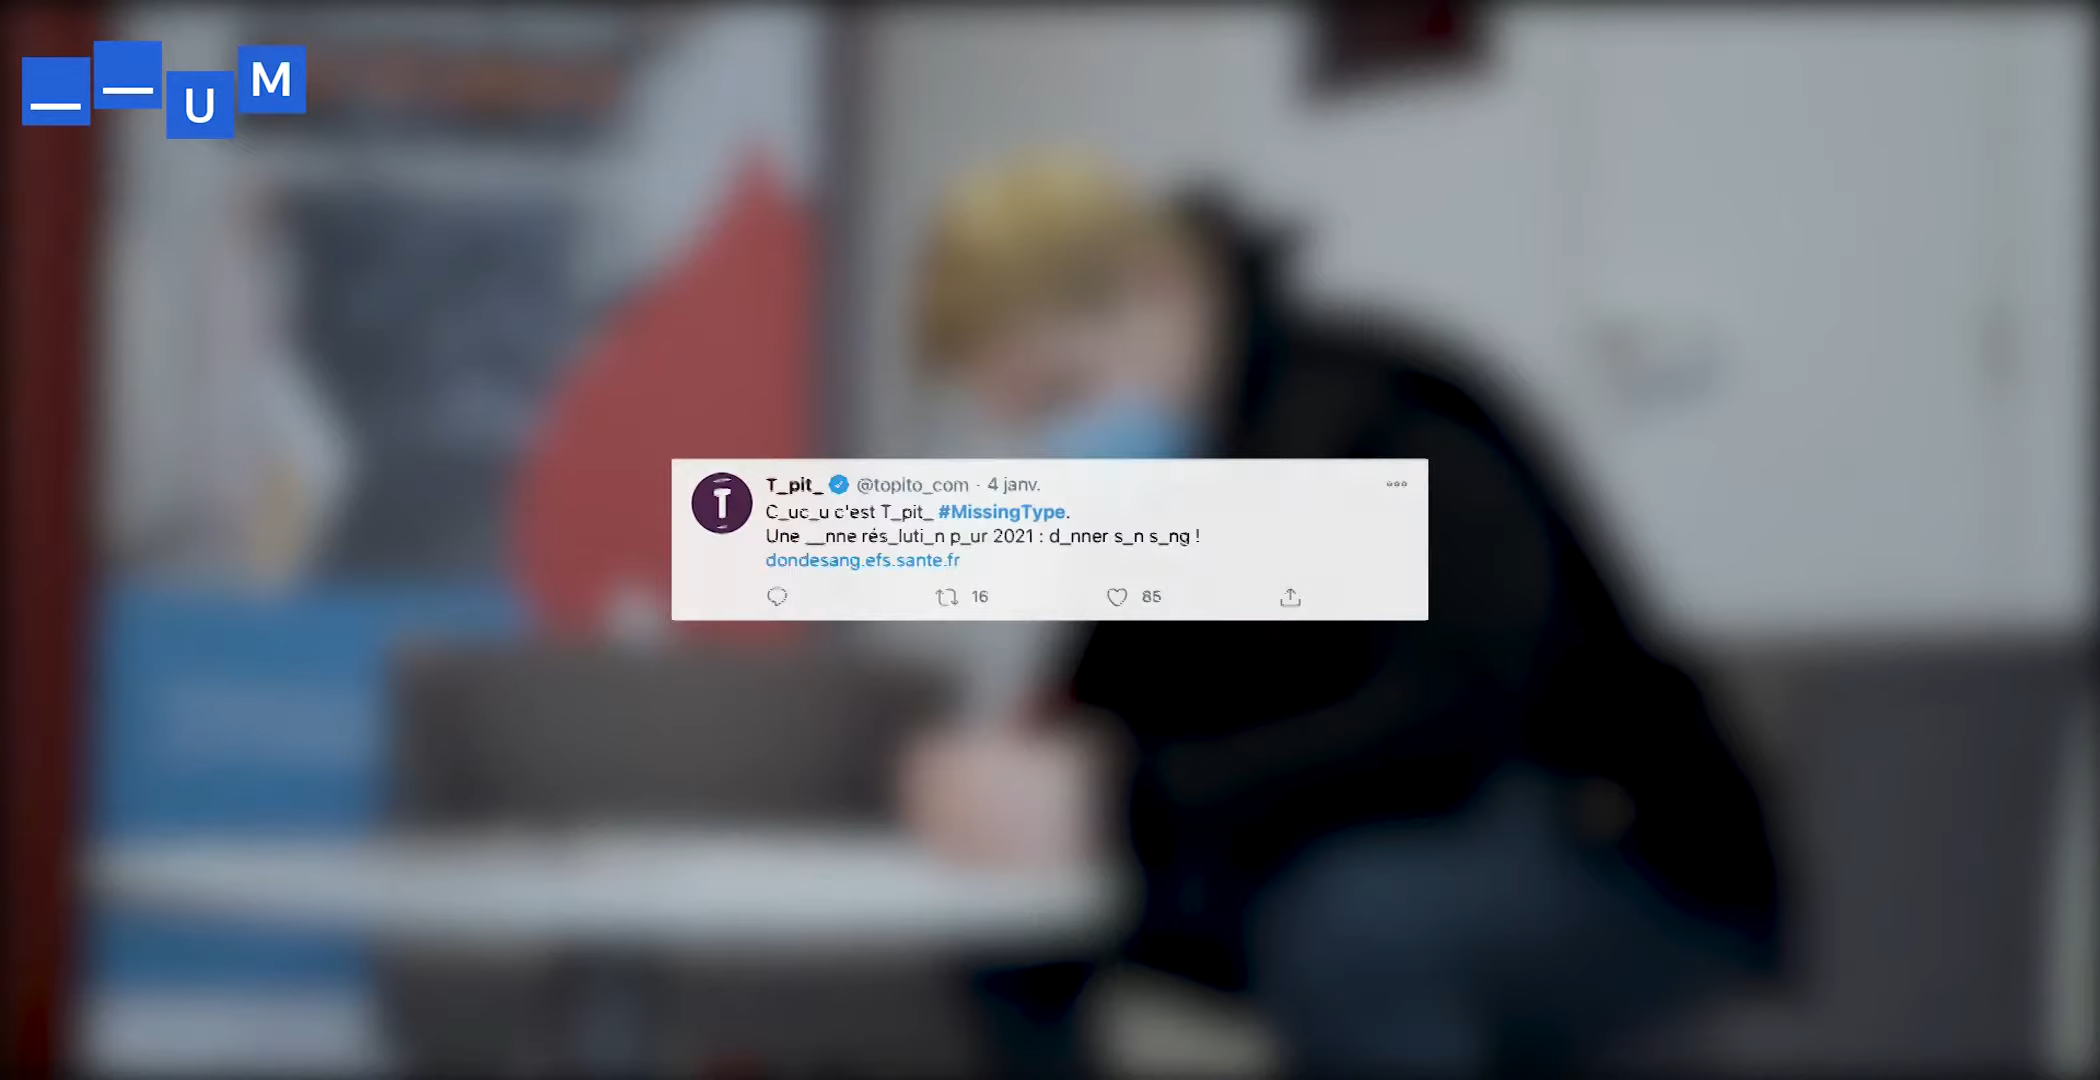 _ _ U M
T_pit_ @topito_com · 4 janv.
C_uc_u c'est T_pit_ #MissingType.
Une __nne rés_luti_n p_ur 2021 : d_nner s_n s_ng !
dondesang.efs.sante.fr
16 85